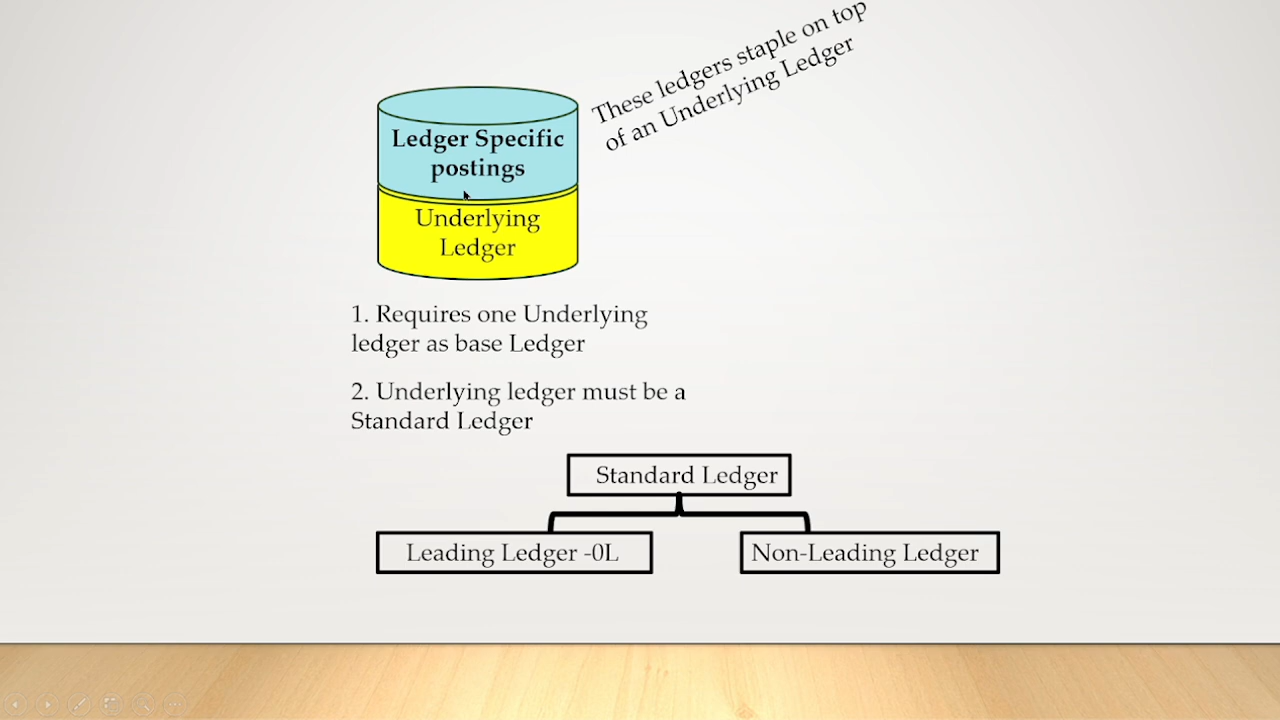 These ledgers staple on top
of an Underlying Ledger
Ledger Specific
postings
Underlying
Ledger
1. Requires one Underlying
ledger as base Ledger
2. Underlying ledger must be a
Standard Ledger
Standard Ledger
Leading Ledger -0L
Non-Leading Ledger